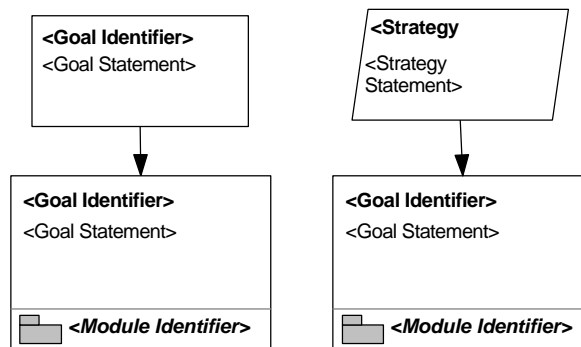 <Goal Identifier>
<Goal Statement>
<Strategy
<Strategy
Statement>
<Goal Identifier>
<Goal Statement>
<Module Identifier>
<Goal Identifier>
<Goal Statement>
<Module Identifier>